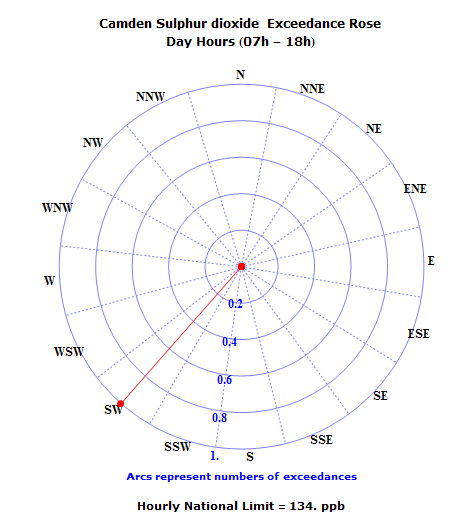 Camden Sulphur dioxide  Exceedance Rose
Day Hours (07h – 18h)
N
NNW
NNE
NW
NE
WNW
ENE
W
E
WSW
ESE
SW
SE
SSW
SSE
S
0.2
0.4
0.6
0.8
1.
Arcs represent numbers of exceedances
Hourly National Limit = 134. ppb